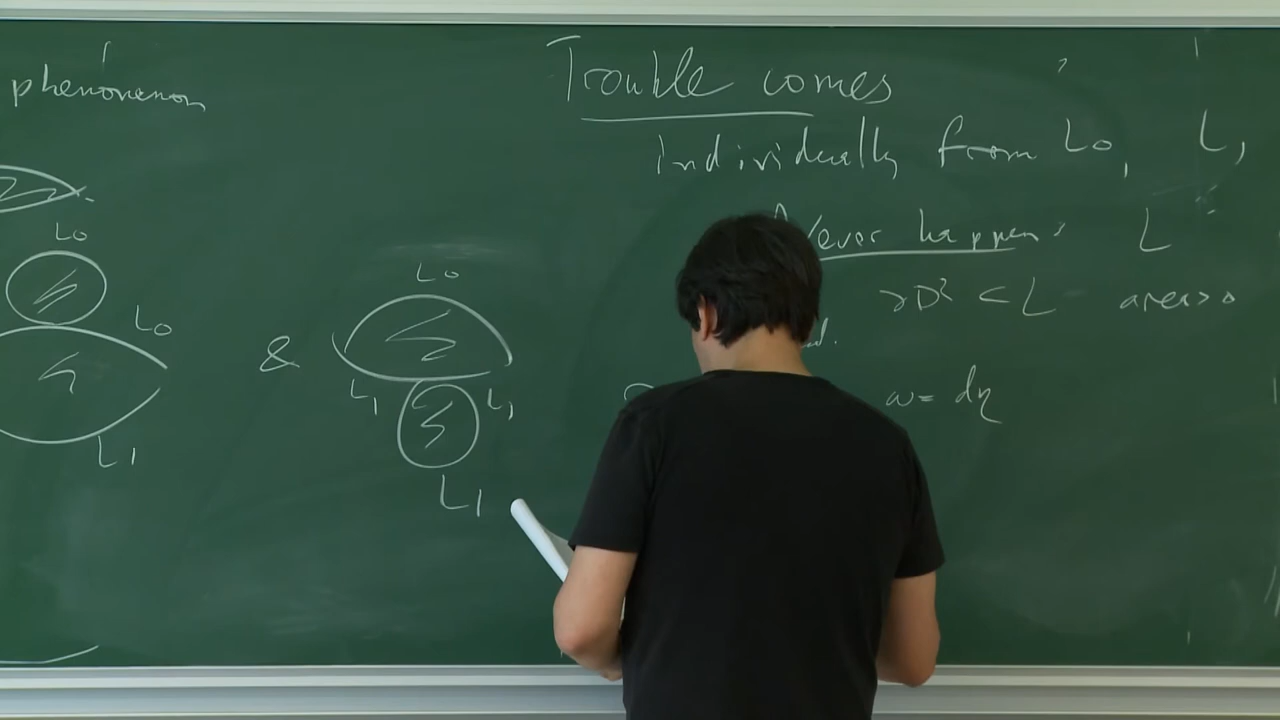 phenomenon
L₀
L₀
L₁
&
L₀
L₁ L₁
L₁
Trouble comes
Individually from L₀, L₁
Never happens L
∂D² ⊂ L area>0
ω = dη